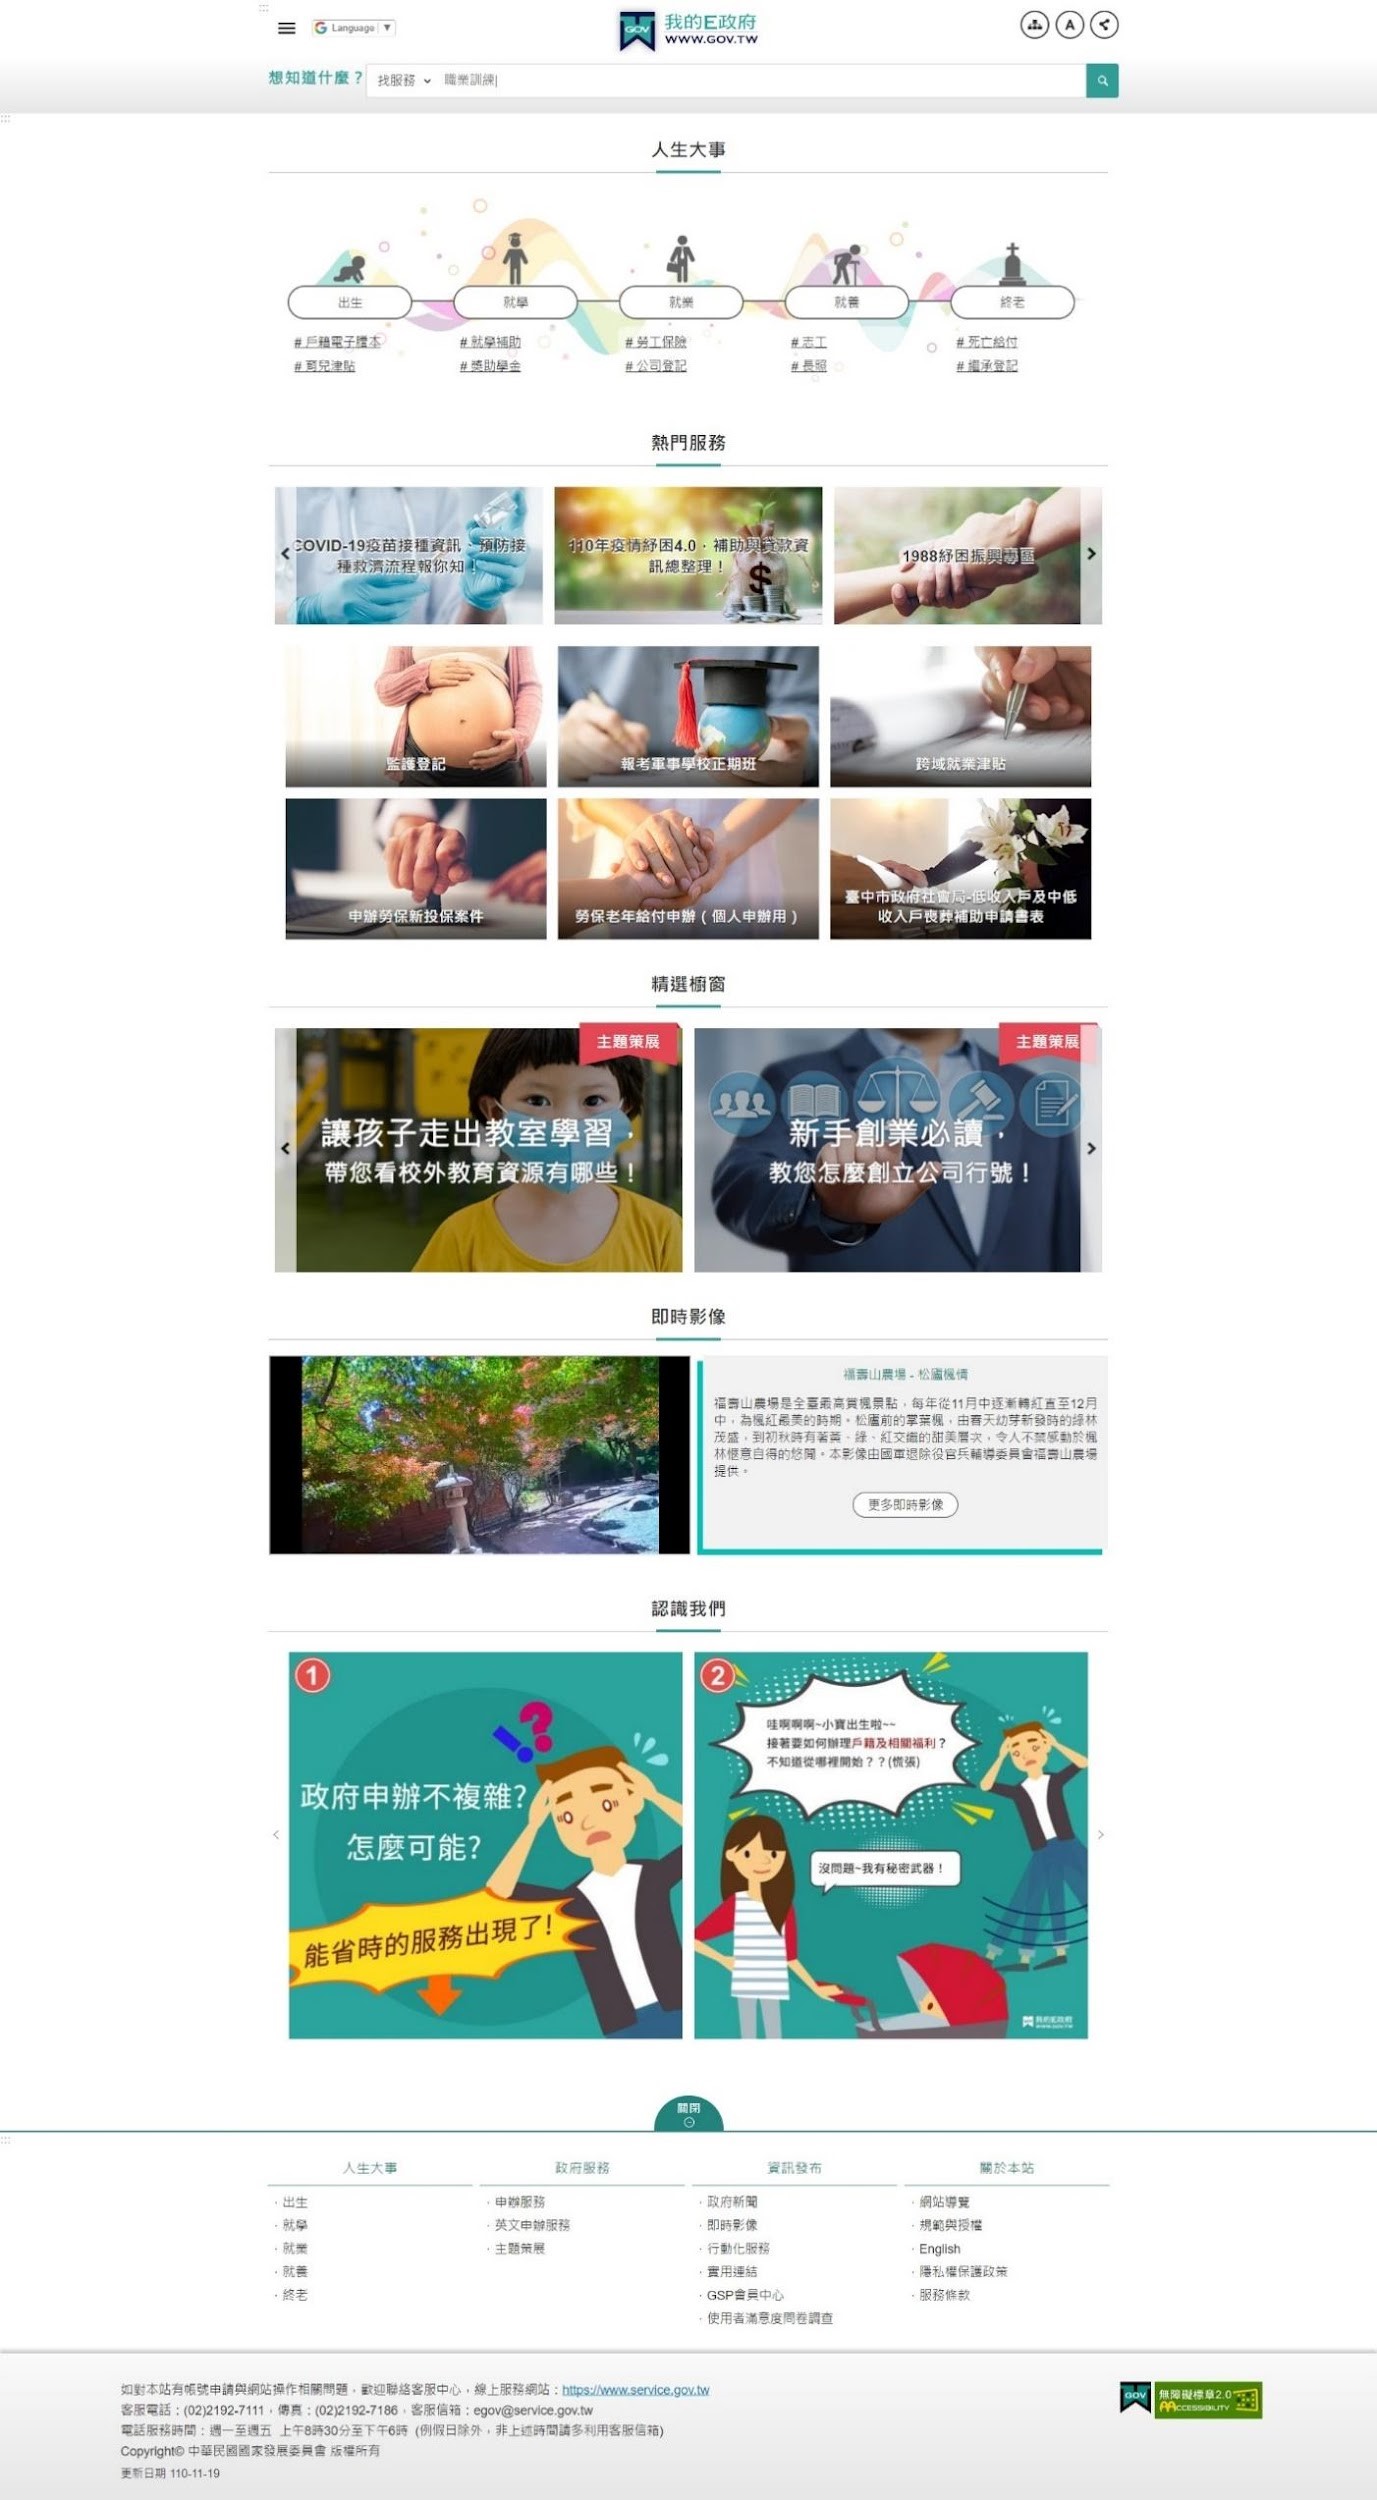 Language ▼
我的E政府
WWW.GOV.TW
GOV
A
想知道什麼？
找服務
職業訓練
人生大事
出生
就學
就業
就養
終老
# 戶籍電子謄本
# 就學補助
# 勞工保險
# 志工
# 死亡給付
# 育兒津貼
# 獎助學金
# 公司登記
# 長照
# 繼承登記
熱門服務
COVID-19疫苗接種資訊、預防接
種救濟流程報你知！
110年疫情紓困4.0，補助與貸款資
訊總整理！
1988紓困振興專區
監護登記
報考軍事學校正期班
跨域就業津貼
申辦勞保新投保案件
勞保老年給付申辦（個人申辦用）
臺中市政府社會局-低收入戶及中低
收入戶喪葬補助申請書表
精選櫥窗
主題策展
讓孩子走出教室學習，
帶您看校外教育資源有哪些！
主題策展
新手創業必讀，
教您怎麼創立公司行號！
即時影像
福壽山農場 - 松廬楓情
福壽山農場是全臺最高賞楓景點，每年從11月中逐漸轉紅直至12月
中，為楓紅最美的時期。松廬前的掌葉楓，由春天幼芽新發時的綠林
茂盛，到初秋時有著黃、綠、紅交織的甜美層次，令人不禁感動於楓
林愜意自得的悠閒。本影像由國軍退除役官兵輔導委員會福壽山農場
提供。
更多即時影像
認識我們
1
政府申辦不複雜?
怎麼可能?
能省時的服務出現了!
2
哇啊啊啊~小寶出生啦~~
接著要如何辦理戶籍及相關福利？
不知道從哪裡開始？？(慌張)
沒問題~我有秘密武器！
我的E政府
WWW.GOV.TW
關閉
人生大事
· 出生
· 就學
· 就業
· 就養
· 終老
政府服務
· 申辦服務
· 英文申辦服務
· 主題策展
資訊發布
· 政府新聞
· 即時影像
· 行動化服務
· 實用連結
· GSP會員中心
· 使用者滿意度問卷調查
關於本站
· 網站導覽
· 規範與授權
· English
· 隱私權保護政策
· 服務條款
如對本站有帳號申請與網站操作相關問題，歡迎聯絡客服中心，線上服務網站：https://www.service.gov.tw
客服電話：(02)2192-7111，傳真：(02)2192-7186，客服信箱：egov@service.gov.tw
電話服務時間：週一至週五 上午8時30分至下午6時 (例假日除外，非上述時間請多利用客服信箱)
Copyright© 中華民國國家發展委員會 版權所有
更新日期 110-11-19
GOV
無障礙標章2.0
ACCESSIBILITY